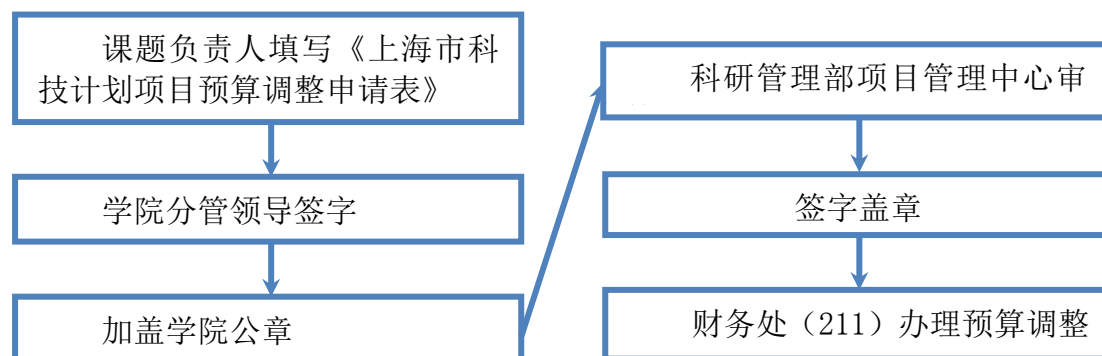 课题负责人填写《上海市科
技计划项目预算调整申请表》
学院分管领导签字
加盖学院公章
科研管理部项目管理中心审
签字盖章
财务处（211）办理预算调整